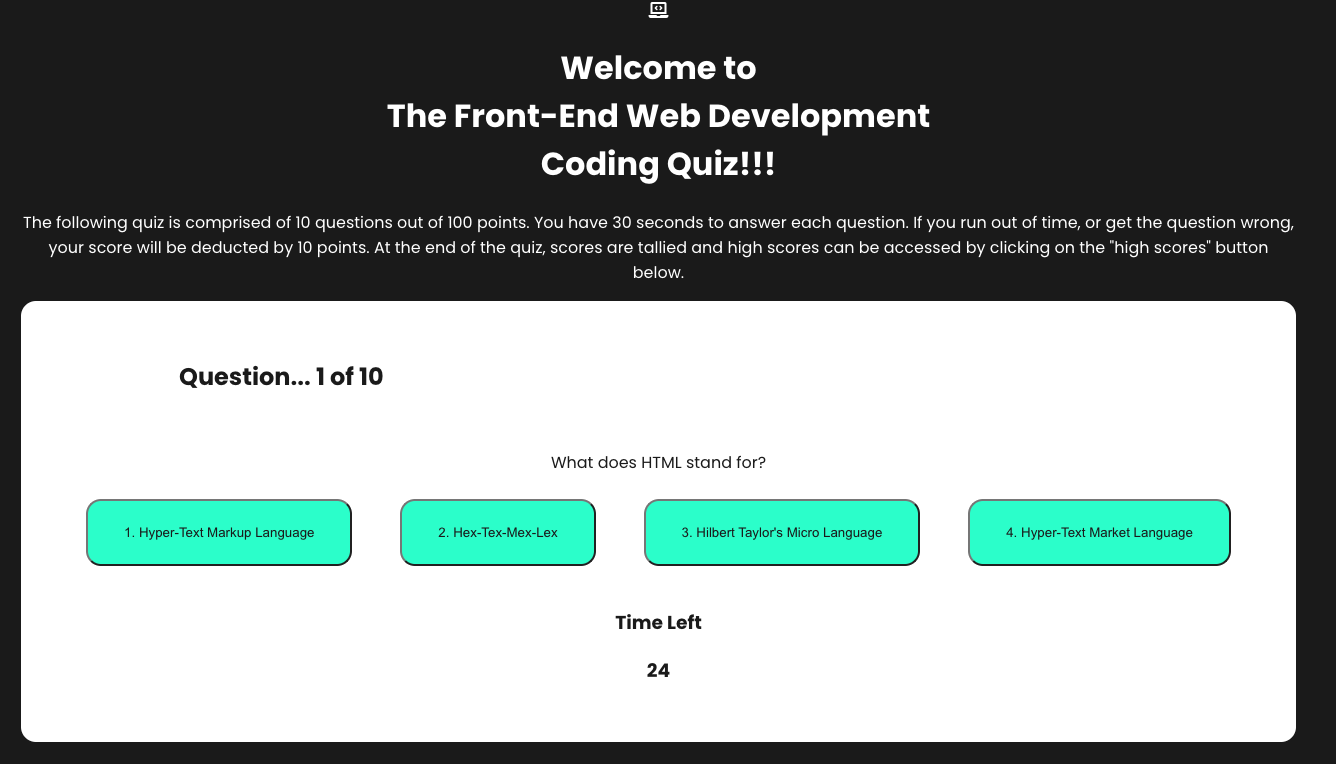 Welcome to
The Front-End Web Development
Coding Quiz!!!
The following quiz is comprised of 10 questions out of 100 points. You have 30 seconds to answer each question. If you run out of time, or get the question wrong,
your score will be deducted by 10 points. At the end of the quiz, scores are tallied and high scores can be accessed by clicking on the "high scores" button
below.
Question... 1 of 10
What does HTML stand for?
1. Hyper-Text Markup Language
2. Hex-Tex-Mex-Lex
3. Hilbert Taylor's Micro Language
4. Hyper-Text Market Language
Time Left
24